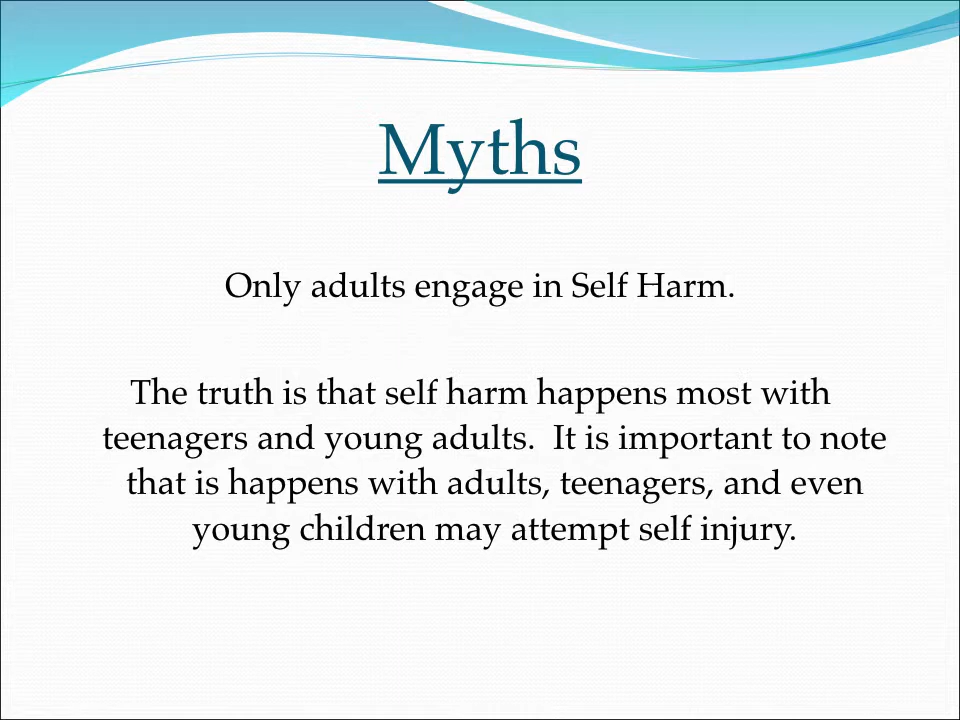 Myths
Only adults engage in Self Harm.
The truth is that self harm happens most with
teenagers and young adults.  It is important to note
that is happens with adults, teenagers, and even
young children may attempt self injury.